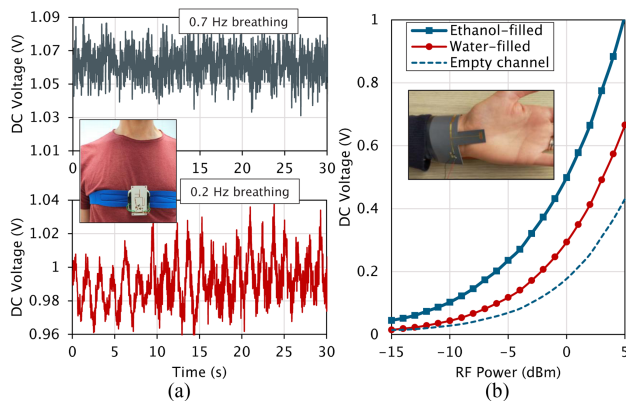 0.7 Hz breathing
DC Voltage (V)
1.09
1.07
1.05
1.03
1.01
0 5 10 15 20 25 30
0.2 Hz breathing
DC Voltage (V)
1.04
1.02
1
0.98
0.96
0 5 10 15 20 25 30
Time (s)
(a)
Ethanol-filled
Water-filled
Empty channel
DC Voltage (V)
1
0.8
0.6
0.4
0.2
0
-15 -10 -5 0 5
RF Power (dBm)
(b)